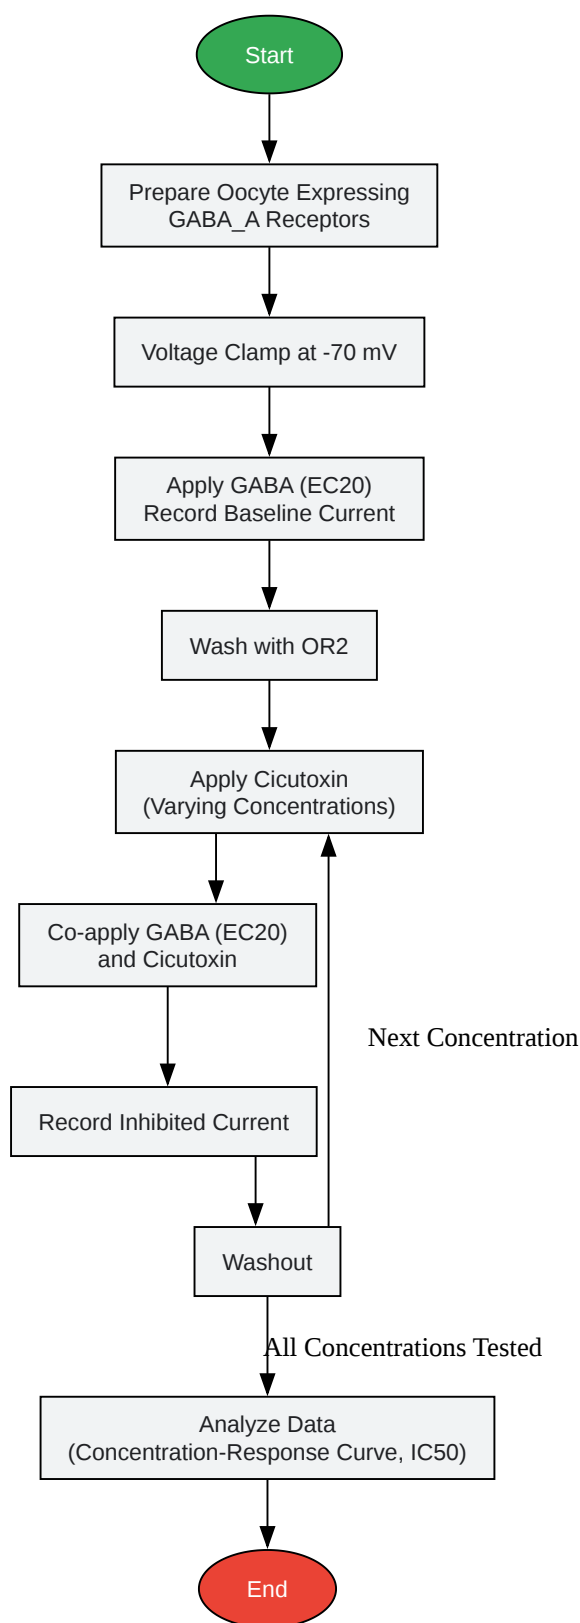 Start
Prepare Oocyte Expressing
GABA_A Receptors
Voltage Clamp at -70 mV
Apply GABA (EC20)
Record Baseline Current
Wash with OR2
Apply Cicutoxin
(Varying Concentrations)
Co-apply GABA (EC20)
and Cicutoxin
Next Concentration
Record Inhibited Current
Washout
All Concentrations Tested
Analyze Data
(Concentration-Response Curve, IC50)
End